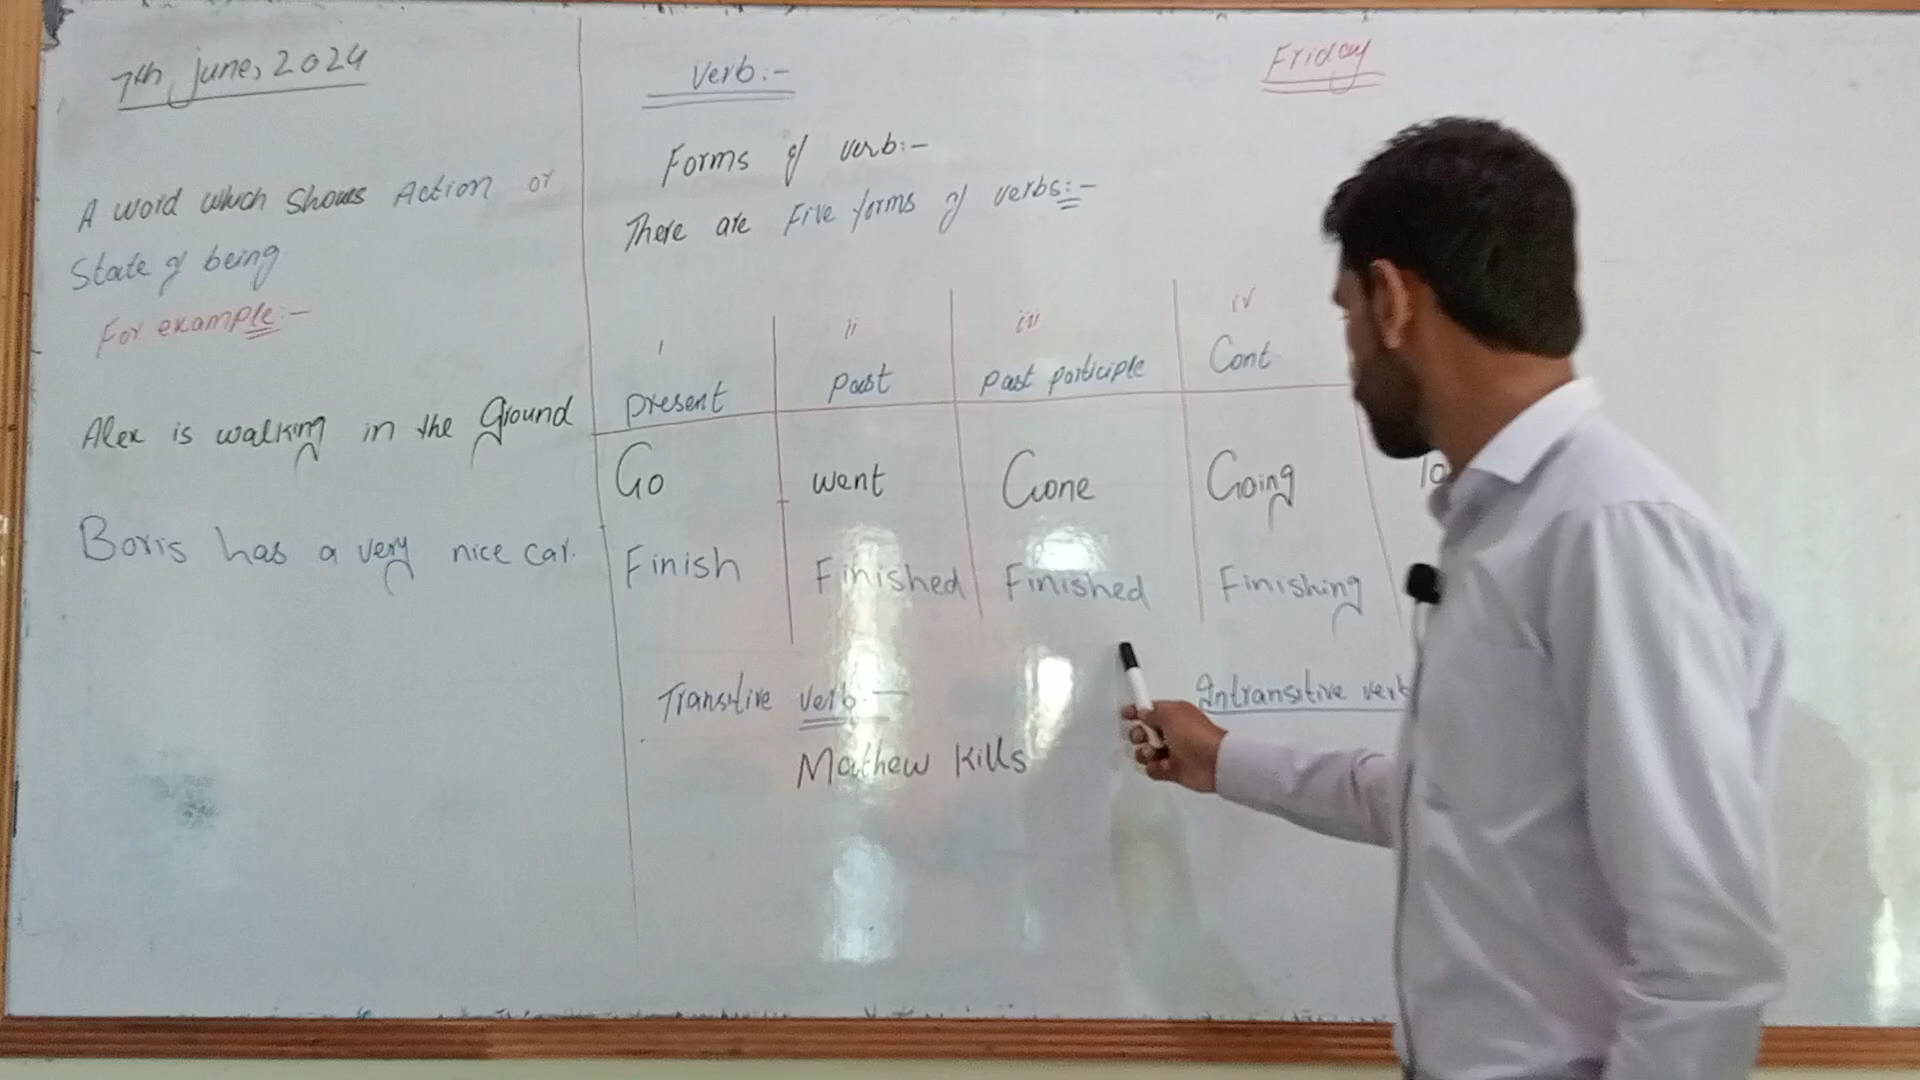 7th june, 2024
A word which shows Action or
State of being
For example:-
Alex is walking in the Ground
Boris has a very nice car.
Verb:-
Friday
Forms of verb:-
There are Five forms of verbs:-
i ii iii iv
present past past participle Cont
Go went Gone Going To
Finish Finished Finished Finishing
Transitive verb:-
Mathew kills
Intransitive verb